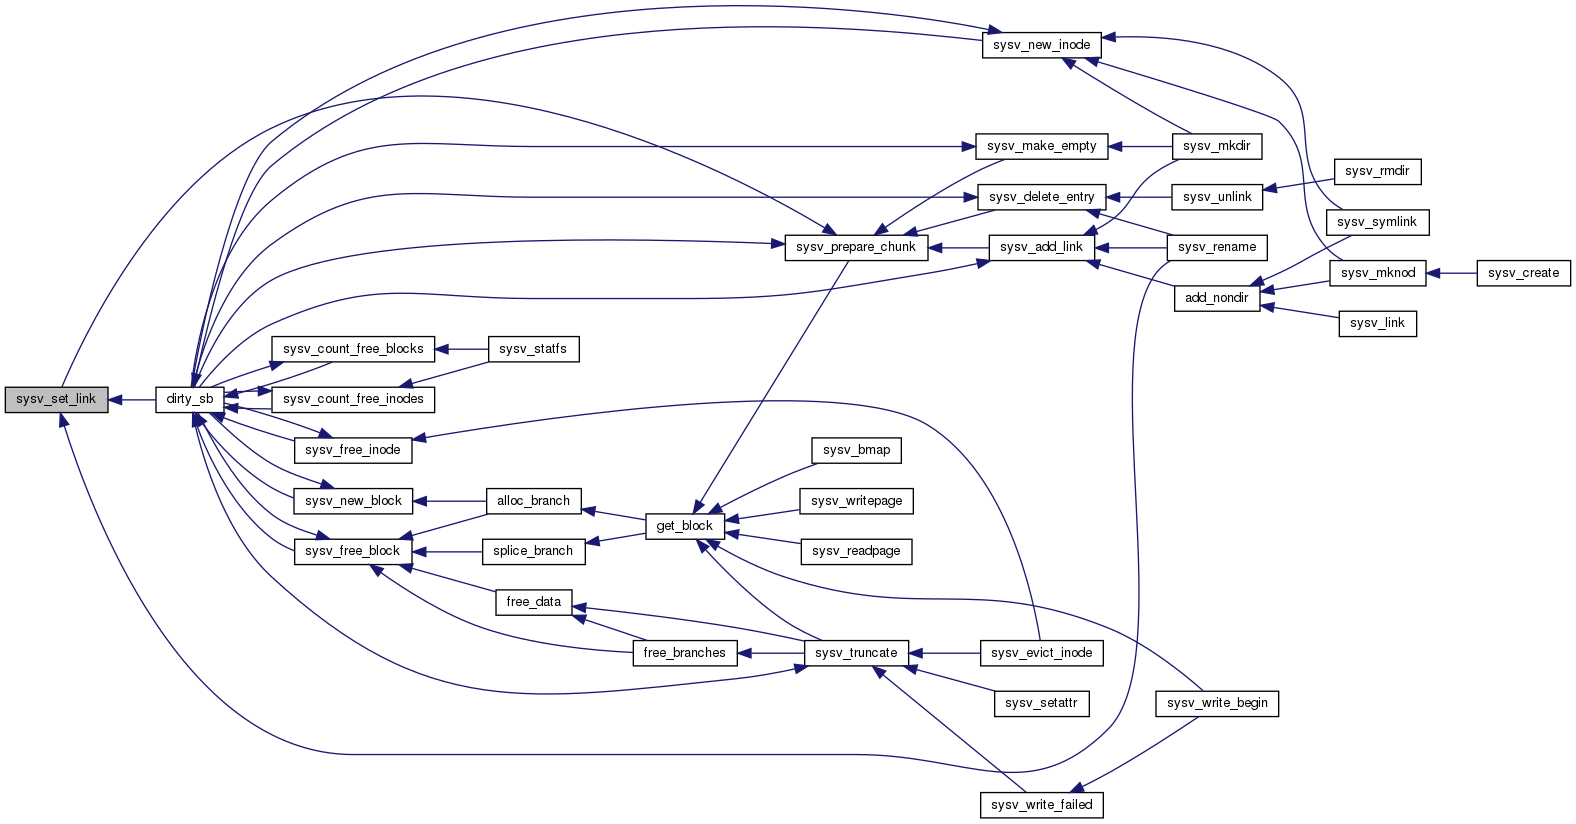 sysv_new_inode
sysv_make_empty
sysv_mkdir
sysv_rmdir
sysv_delete_entry
sysv_unlink
sysv_symlink
sysv_prepare_chunk
sysv_add_link
sysv_rename
sysv_mknod
sysv_create
add_nondir
sysv_link
sysv_count_free_blocks
sysv_statfs
sysv_set_link
dirty_sb
sysv_count_free_inodes
sysv_free_inode
sysv_bmap
sysv_new_block
alloc_branch
sysv_writepage
get_block
sysv_free_block
splice_branch
sysv_readpage
free_data
free_branches
sysv_truncate
sysv_evict_inode
sysv_setattr
sysv_write_begin
sysv_write_failed